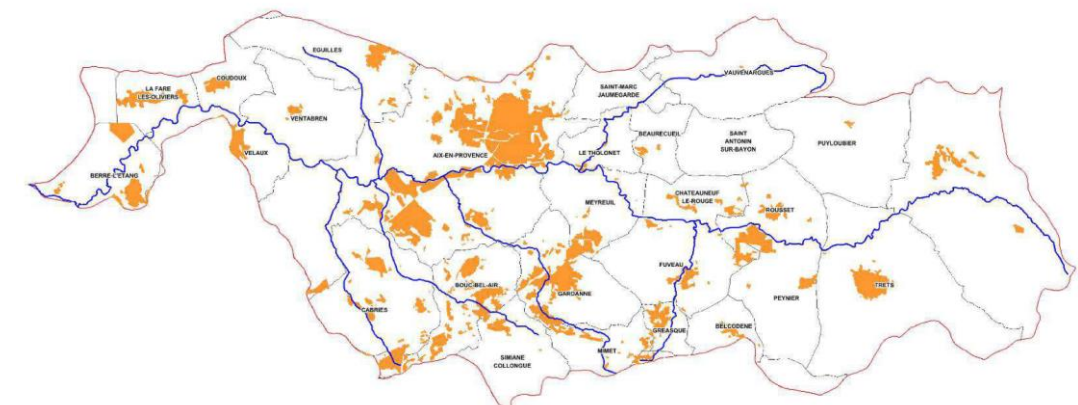 EGUILLES
COUDOUX
VAUVENARGUES
LA FARE
LES-OLIVIERS
SAINT-MARC
JAUMEGARDE
VENTABREN
BEAURECUEIL
SAINT
ANTONIN
SUR-BAYON
PUYLOUBIER
VELAUX
AIX-EN-PROVENCE
LE THOLONET
BERRE-L'ETANG
CHATEAUNEUF
LE-ROUGE
MEYREUIL
ROUSSET
FUVEAU
BOUC-BEL-AIR
GARDANNE
TRETS
PEYNIER
CABRIES
GREASQUE
BELCODENE
MIMET
SIMIANE
COLLONGUE